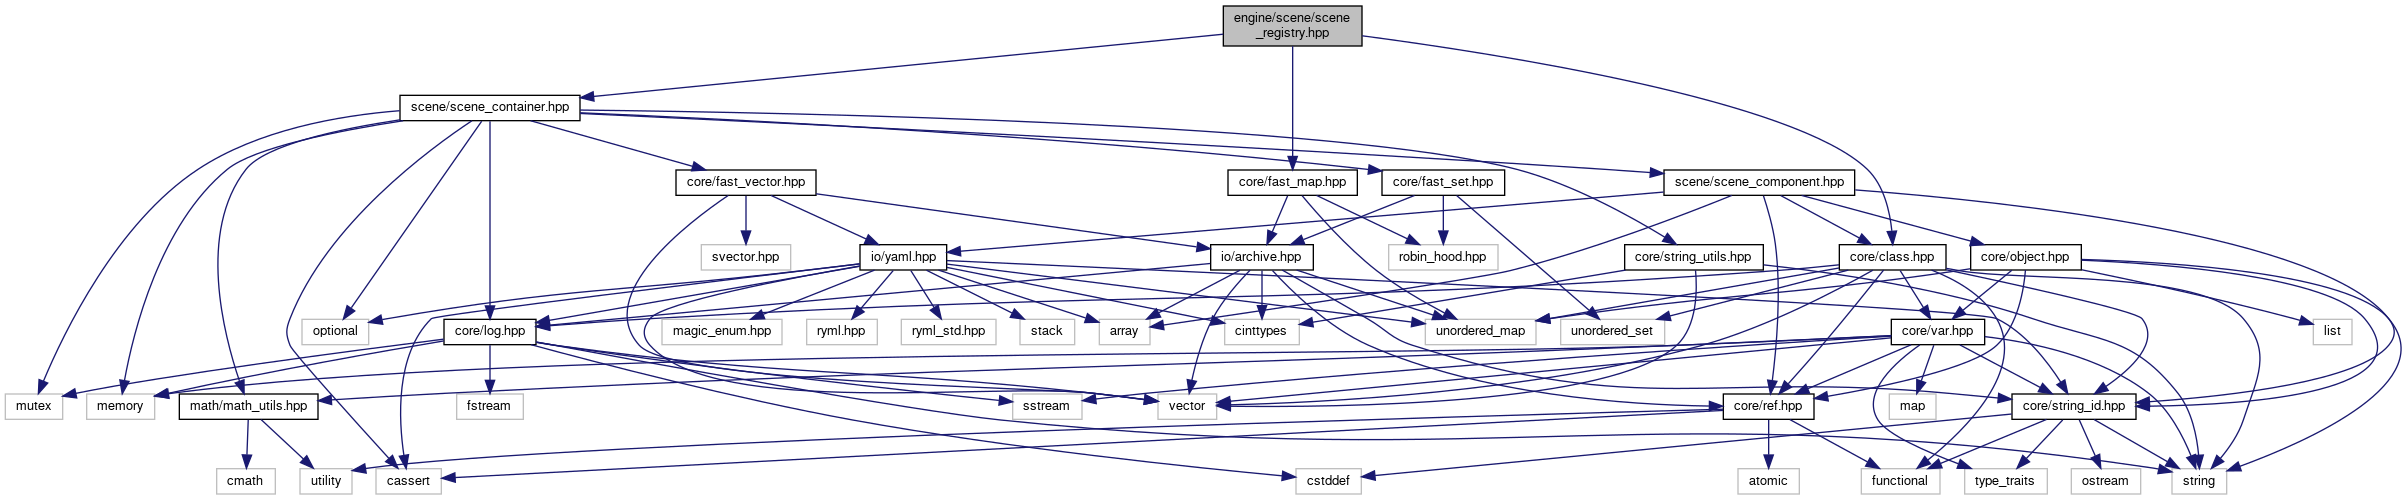 engine/scene/scene
_registry.hpp
scene/scene_container.hpp
core/fast_vector.hpp
core/fast_map.hpp
core/fast_set.hpp
scene/scene_component.hpp
svector.hpp
io/yaml.hpp
io/archive.hpp
robin_hood.hpp
core/string_utils.hpp
core/class.hpp
core/object.hpp
optional
core/log.hpp
magic_enum.hpp
ryml.hpp
ryml_std.hpp
stack
array
cinttypes
unordered_map
unordered_set
core/var.hpp
list
mutex
memory
math/math_utils.hpp
fstream
sstream
vector
core/ref.hpp
map
core/string_id.hpp
cmath
utility
cassert
cstddef
atomic
functional
type_traits
ostream
string